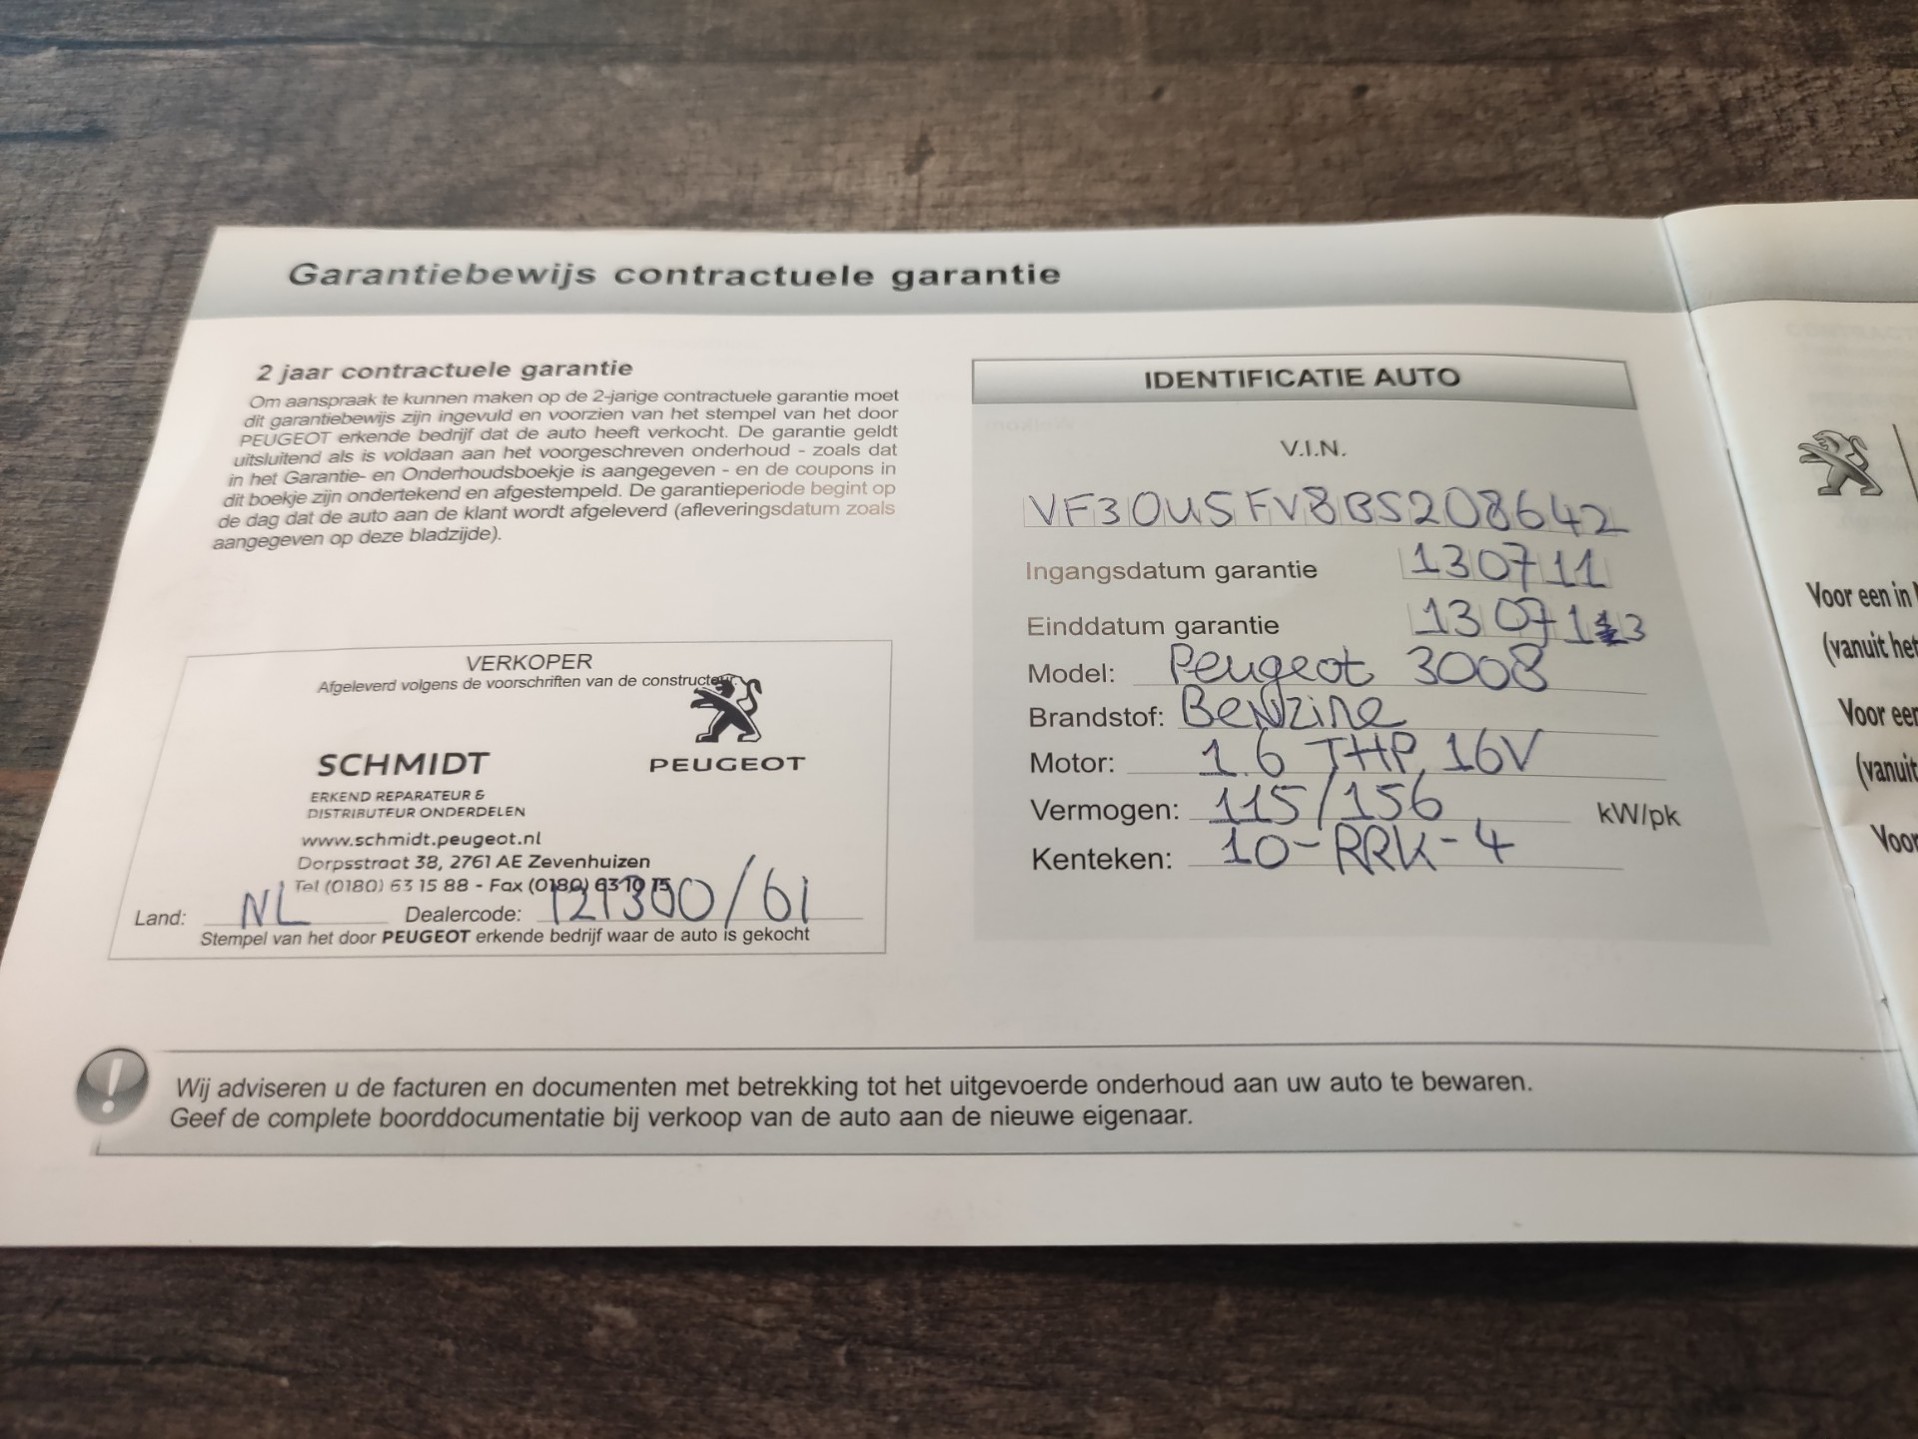 Garantiebewijs contractuele garantie
2 jaar contractuele garantie
Om aanspraak te kunnen maken op de 2-jarige contractuele garantie moet
dit garantiebewijs zijn ingevuld en voorzien van het stempel van het door
PEUGEOT erkende bedrijf dat de auto heeft verkocht. De garantie geldt
uitsluitend als is voldaan aan het voorgeschreven onderhoud - zoals dat
in het Garantie- en Onderhoudsboekje is aangegeven - en de coupons in
dit boekje zijn ondertekend en afgestempeld. De garantieperiode begint op
de dag dat de auto aan de klant wordt afgeleverd (afleveringsdatum zoals
aangegeven op deze bladzijde).
VERKOPER
Afgeleverd volgens de voorschriften van de constructeur.
PEUGEOT
SCHMIDT
ERKEND REPARATEUR &
DISTRIBUTEUR ONDERDELEN
www.schmidt.peugeot.nl
Dorpsstraat 38, 2761 AE Zevenhuizen
Tel (0180) 63 15 88 - Fax (0180) 63 10 15
Land: NL Dealercode: 121300/61
Stempel van het door PEUGEOT erkende bedrijf waar de auto is gekocht
IDENTIFICATIE AUTO
V.I.N.
VF30U5FV8BS208642
Ingangsdatum garantie 130711
Einddatum garantie 130713
Model: Peugeot 3008
Brandstof: Benzine
Motor: 1.6 THP 16V
Vermogen: 115/156 kW/pk
Kenteken: 10-RRK-4
Wij adviseren u de facturen en documenten met betrekking tot het uitgevoerde onderhoud aan uw auto te bewaren.
Geef de complete boorddocumentatie bij verkoop van de auto aan de nieuwe eigenaar.
Voor een in
(vanuit het
Voor een
(vanuit
Voor